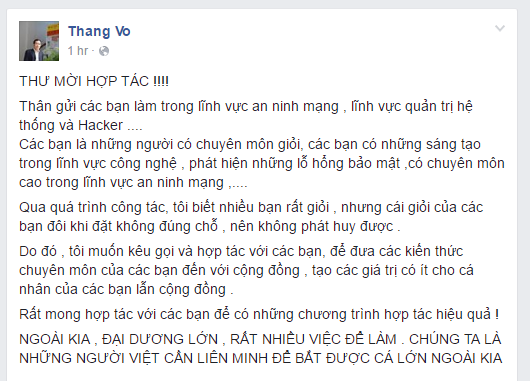 Thang Vo
1 hr ·
THƯ MỜI HỢP TÁC !!!!
Thân gửi các bạn làm trong lĩnh vực an ninh mạng , lĩnh vực quản trị hệ
thống và Hacker ....
Các bạn là những người có chuyên môn giỏi, các bạn có những sáng tạo
trong lĩnh vực công nghệ , phát hiện những lỗ hổng bảo mật ,có chuyên môn
cao trong lĩnh vực an ninh mạng ,....
Qua quá trình công tác, tôi biết nhiều bạn rất giỏi , nhưng cái giỏi của các
bạn đôi khi đặt không đúng chỗ , nên không phát huy được .
Do đó , tôi muốn kêu gọi và hợp tác với các bạn, để đưa các kiến thức
chuyên môn của các bạn đến với cộng đồng , tạo các giá trị có ít cho cá
nhân của các bạn lẫn cộng đồng .
Rất mong hợp tác với các bạn để có những chương trình hợp tác hiệu quả !
NGOÀI KIA , ĐẠI DƯƠNG LỚN , RẤT NHIỀU VIỆC ĐỂ LÀM . CHÚNG TA LÀ
NHỮNG NGƯỜI VIỆT CẦN LIÊN MINH ĐỂ BẮT ĐƯỢC CÁ LỚN NGOÀI KIA